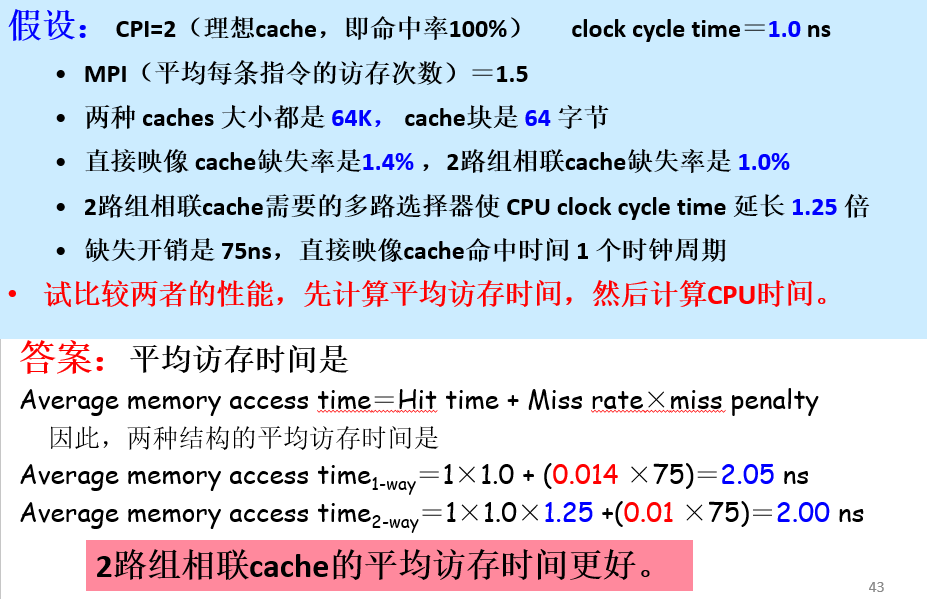 假设： CPI=2（理想cache，即命中率100%） clock cycle time＝1.0 ns
• MPI（平均每条指令的访存次数）＝1.5
• 两种 caches 大小都是 64K， cache块是 64 字节
• 直接映像 cache缺失率是1.4% ，2路组相联cache缺失率是 1.0%
• 2路组相联cache需要的多路选择器使 CPU clock cycle time 延长 1.25 倍
• 缺失开销是 75ns，直接映像cache命中时间 1 个时钟周期
• 试比较两者的性能，先计算平均访存时间，然后计算CPU时间。
答案：平均访存时间是
Average memory access time＝Hit time + Miss rate×miss penalty
因此，两种结构的平均访存时间是
Average memory access time1-way＝1×1.0 + (0.014 ×75)＝2.05 ns
Average memory access time2-way＝1×1.0×1.25 +(0.01 ×75)＝2.00 ns
2路组相联cache的平均访存时间更好。
43